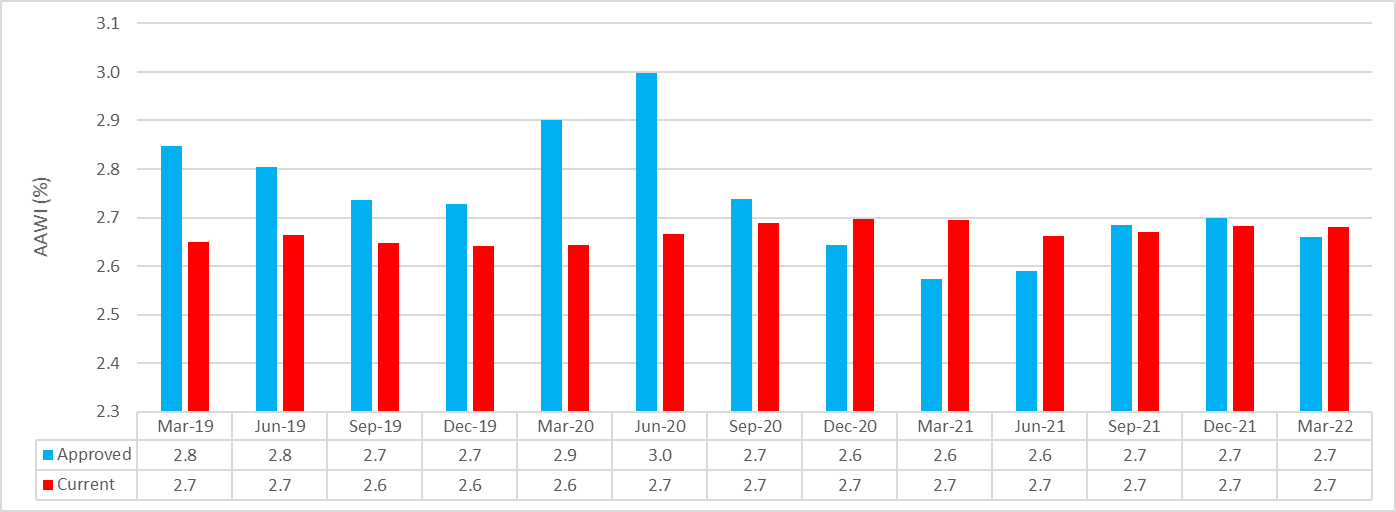 3.1
3.0
2.9
2.8
2.7
2.6
2.5
2.4
2.3
AAWI (%)
Mar-19 Jun-19 Sep-19 Dec-19 Mar-20 Jun-20 Sep-20 Dec-20 Mar-21 Jun-21 Sep-21 Dec-21 Mar-22
Approved 2.8 2.8 2.7 2.7 2.9 3.0 2.7 2.6 2.6 2.6 2.7 2.7 2.7
Current 2.7 2.7 2.6 2.6 2.6 2.7 2.7 2.7 2.7 2.7 2.7 2.7 2.7